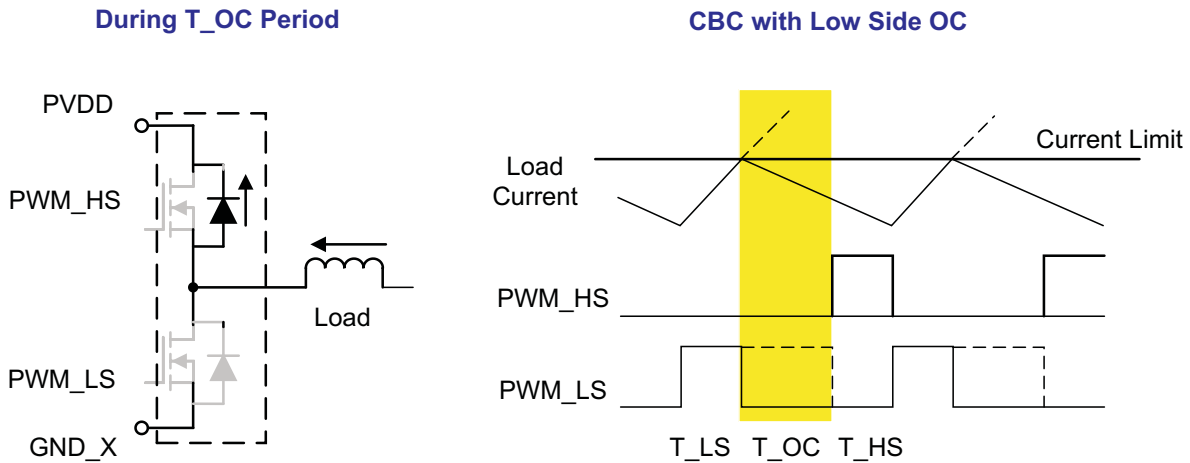 During T_OC Period
PVDD
PWM_HS
Load
PWM_LS
GND_X
CBC with Low Side OC
Load
Current
Current Limit
PWM_HS
PWM_LS
T_LS T_OC T_HS